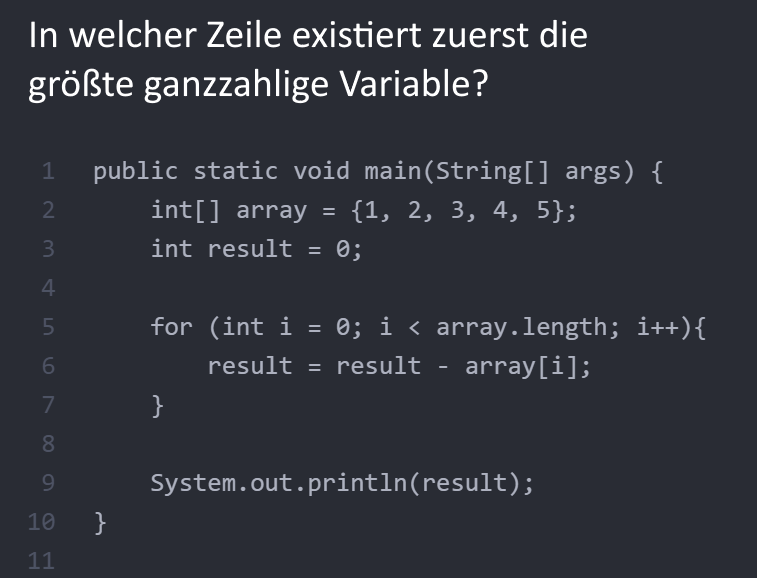 In welcher Zeile existiert zuerst die
größte ganzzahlige Variable?
1 public static void main(String[] args) {
2     int[] array = {1, 2, 3, 4, 5};
3     int result = 0;
4
5     for (int i = 0; i < array.length; i++){
6         result = result - array[i];
7     }
8
9     System.out.println(result);
10 }
11